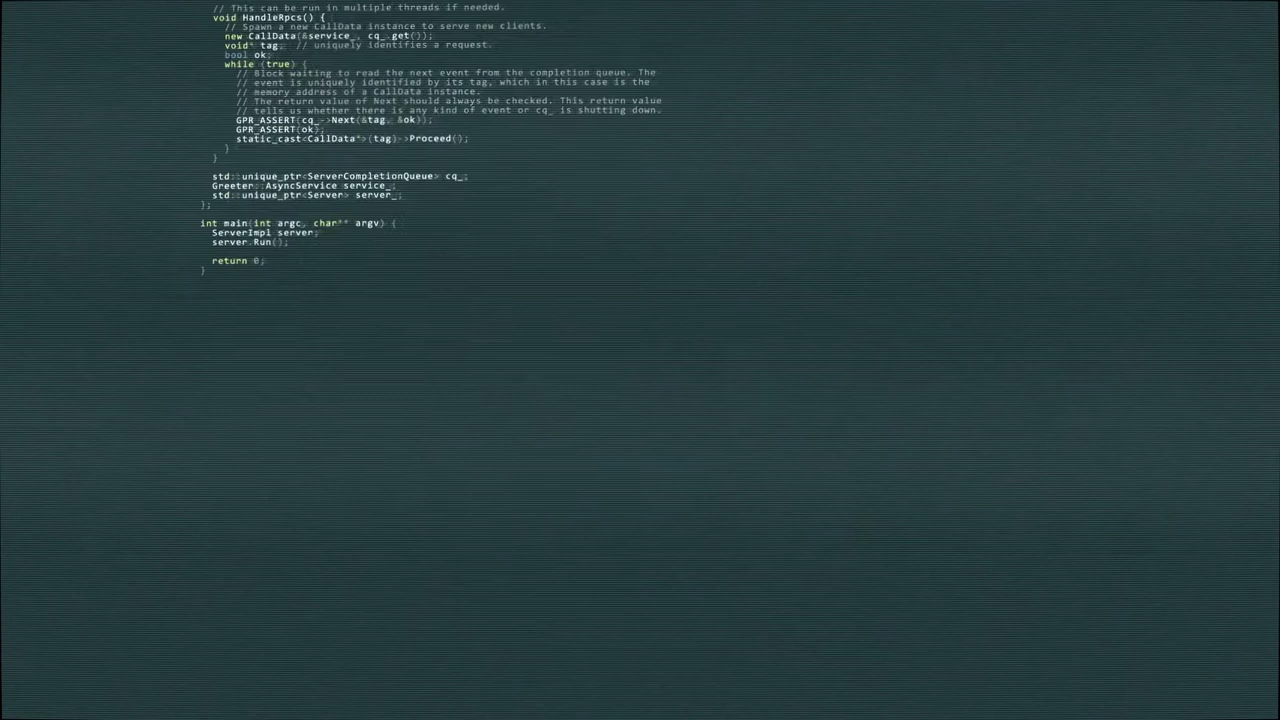 // This can be run in multiple threads if needed.
void HandleRpcs() {
// Spawn a new CallData instance to serve new clients.
new CallData(&service_, cq_.get());
void* tag; // uniquely identifies a request.
bool ok;
while (true) {
// Block waiting to read the next event from the completion queue. The
// event is uniquely identified by its tag, which in this case is the
// memory address of a CallData instance.
// The return value of Next should always be checked. This return value
// tells us whether there is any kind of event or cq_ is shutting down.
GPR_ASSERT(cq_->Next(&tag, &ok));
GPR_ASSERT(ok);
static_cast<CallData*>(tag)->Proceed();
}
}
std::unique_ptr<ServerCompletionQueue> cq_;
Greeter::AsyncService service_;
std::unique_ptr<Server> server_;
};
int main(int argc, char** argv) {
ServerImpl server;
server.Run();
return 0;
}